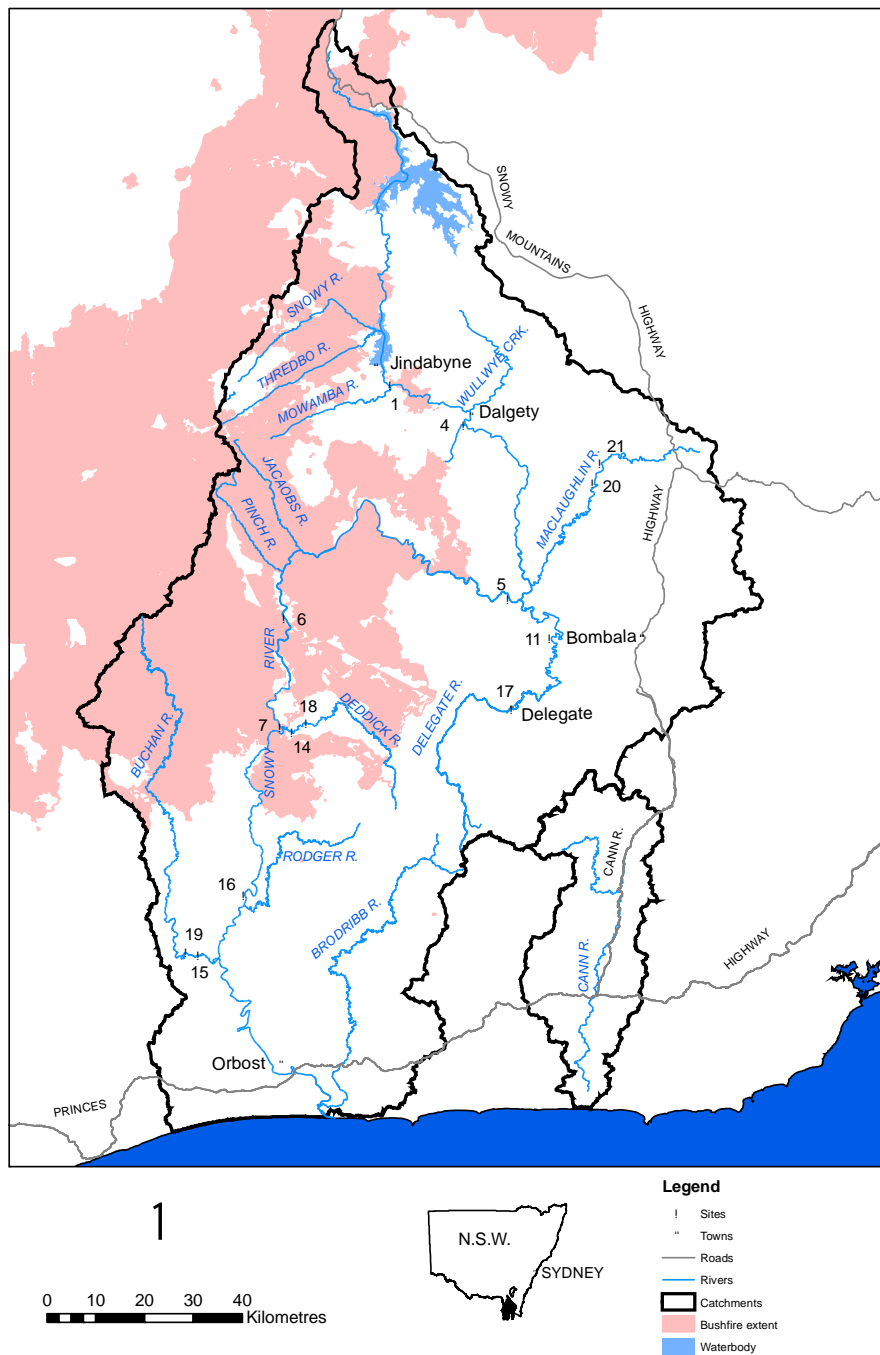 SNOWY
MOUNTAINS
HIGHWAY
SNOWY R.
THREDBO R.
Jindabyne
WULLWYE CRK.
MOWAMBA R.
1
Dalgety
4
JACAOBS R.
MACLAUGHLIN R.
21
20
PINCH R.
HIGHWAY
5
6
11
Bombala
RIVER
17
Delegate
DELEGATE R.
18
DEDDICK R.
7
14
BUCHAN R.
SNOWY
RODGER R.
CANN R.
16
BRODRIBB R.
19
15
CANN R.
HIGHWAY
Orbost
PRINCES
1
N.S.W.
SYDNEY
0 10 20 30 40
Kilometres
Legend
! Sites
" Towns
Roads
Rivers
Catchments
Bushfire extent
Waterbody